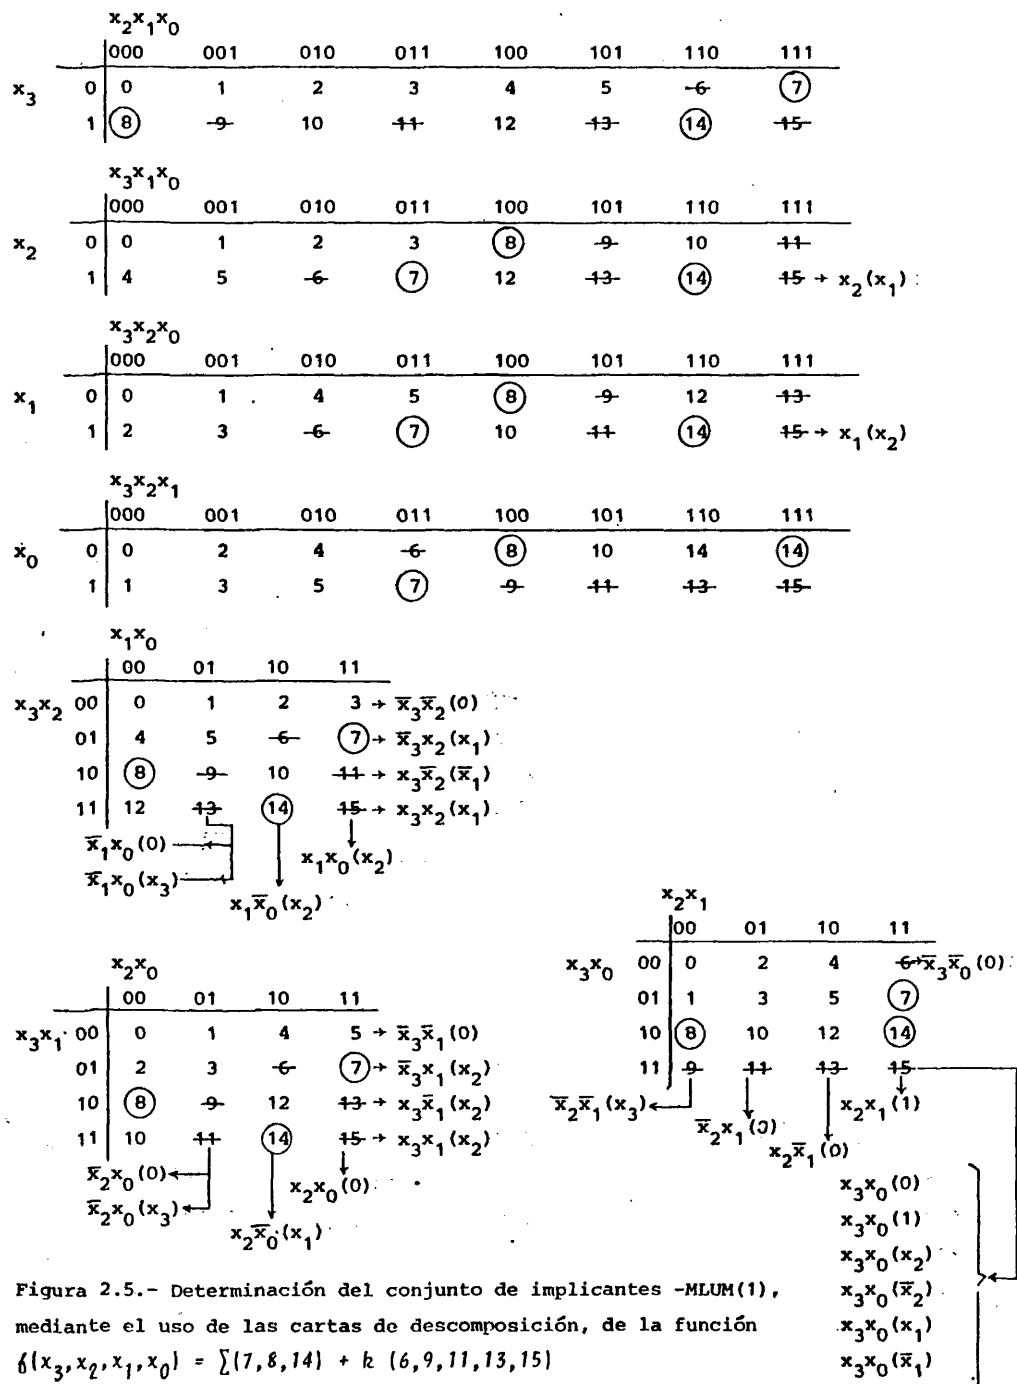 x2x1x0
000 001 010 011 100 101 110 111
x3 0 0 1 2 3 4 5 6 7
1 8 9 10 11 12 13 14 15
x3x1x0
000 001 010 011 100 101 110 111
x2 0 0 1 2 3 8 9 10 11
1 4 5 6 7 12 13 14 15 → x2(x1)
x3x2x0
000 001 010 011 100 101 110 111
x1 0 0 1 4 5 8 9 12 13
1 2 3 6 7 10 11 14 15 → x1(x2)
x3x2x1
000 001 010 011 100 101 110 111
x0 0 0 2 4 6 8 10 14 14
1 1 3 5 7 9 11 13 15
x1x0
00 01 10 11
x3x2 00 0 1 2 3 → x̅3x̅2(0)
01 4 5 6 7 → x̅3x2(x1)
10 8 9 10 11 → x3x̅2(x̅1)
11 12 13 14 15 → x3x2(x1)
x̅1x0(0)
x1x0(x2)
x̅1x0(x3)
x1x̅0(x2)
x2x0
00 01 10 11
x3x1 00 0 1 4 5 → x̅3x̅1(0)
01 2 3 6 7 → x̅3x1(x2)
10 8 9 12 13 → x3x̅1(x2)
11 10 11 14 15 → x3x1(x2)
x̅2x0(0)
x2x0(0)
x̅2x0(x3)
x2x̅0(x1)
x2x1
00 01 10 11
x3x0 00 0 2 4 6 → x̅3x̅0(0)
01 1 3 5 7
10 8 10 12 14
11 9 11 13 15
x̅2x̅1(x3)
x2x1(1)
x̅2x1(0)
x2x̅1(0)
x3x0(0)
x3x0(1)
x3x0(x2)
x3x0(x̅2)
x3x0(x1)
x3x0(x̅1)
Figura 2.5.- Determinación del conjunto de implicantes -MLUM(1),
mediante el uso de las cartas de descomposición, de la función
f(x3,x2,x1,x0) = ∑(7,8,14) + k (6,9,11,13,15)